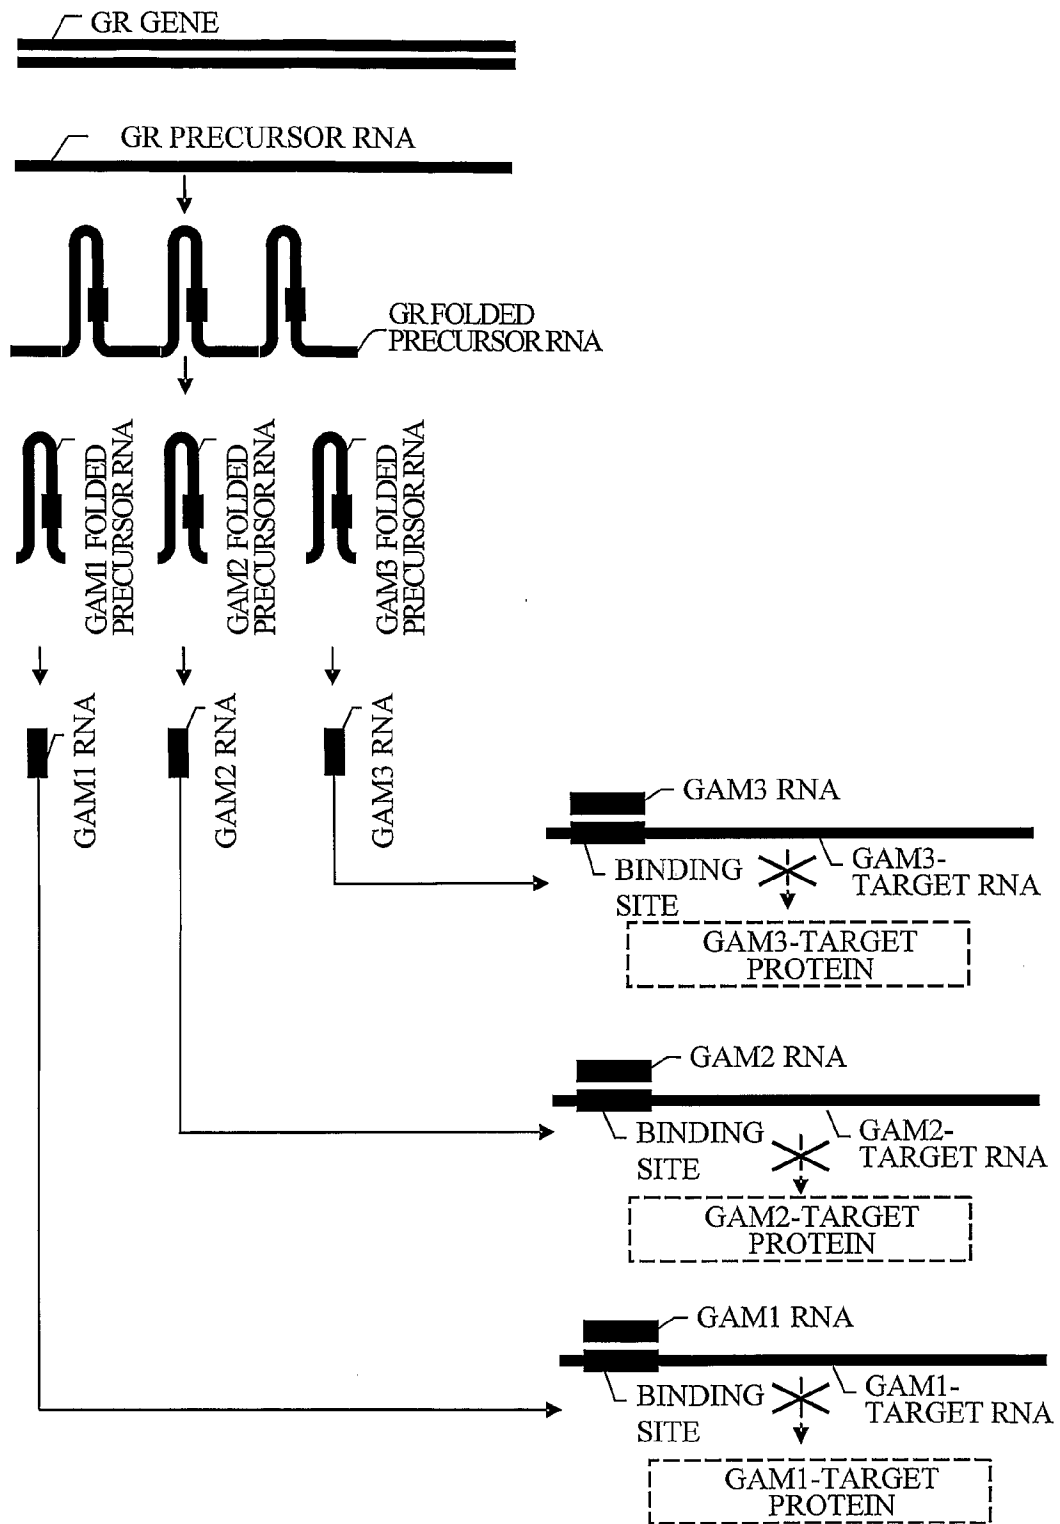 GR GENE
GR PRECURSOR RNA
GR FOLDED
PRECURSOR RNA
GAM1 FOLDED
PRECURSOR RNA
GAM2 FOLDED
PRECURSOR RNA
GAM3 FOLDED
PRECURSOR RNA
GAM1 RNA
GAM2 RNA
GAM3 RNA
GAM3 RNA
BINDING
SITE
GAM3-
TARGET RNA
GAM3-TARGET
PROTEIN
GAM2 RNA
BINDING
SITE
GAM2-
TARGET RNA
GAM2-TARGET
PROTEIN
GAM1 RNA
BINDING
SITE
GAM1-
TARGET RNA
GAM1-TARGET
PROTEIN